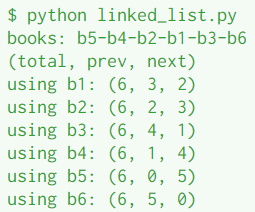 $ python linked_list.py
books: b5-b4-b2-b1-b3-b6
(total, prev, next)
using b1: (6, 3, 2)
using b2: (6, 2, 3)
using b3: (6, 4, 1)
using b4: (6, 1, 4)
using b5: (6, 0, 5)
using b6: (6, 5, 0)